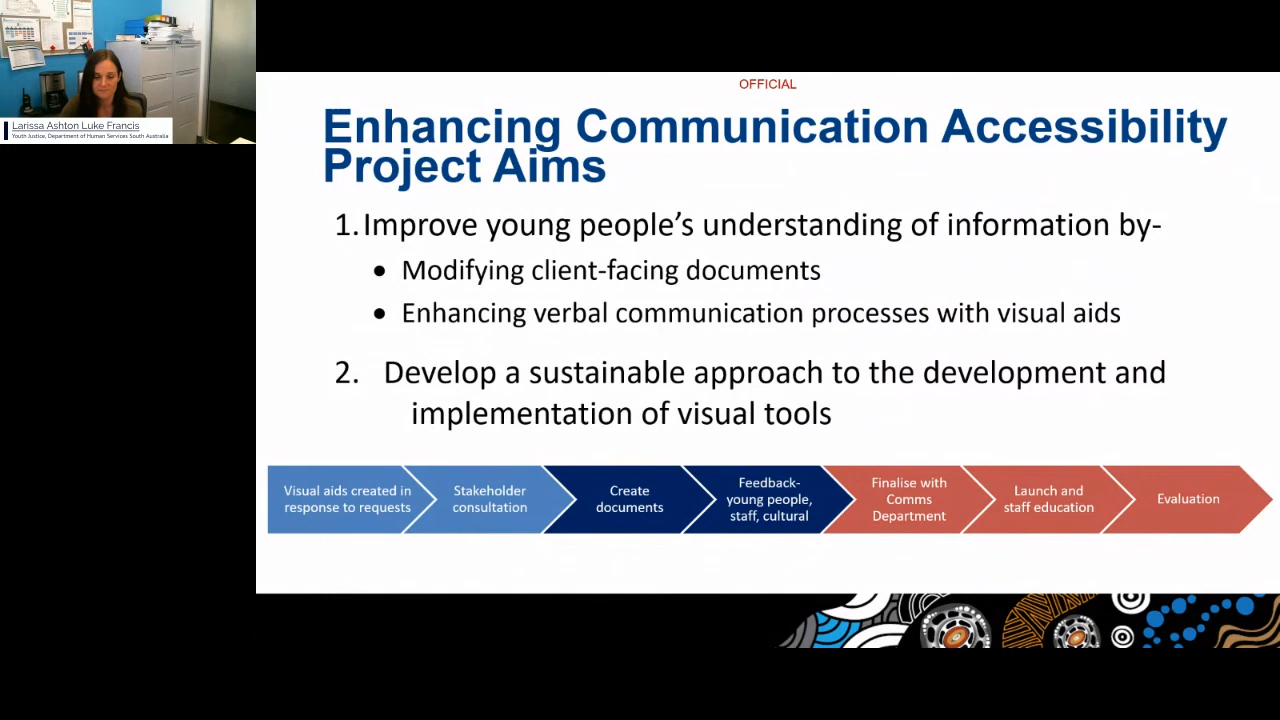 Larissa Ashton Luke Francis
Youth Justice, Department of Human Services South Australia
OFFICIAL
Enhancing Communication Accessibility
Project Aims
1. Improve young people’s understanding of information by-
• Modifying client-facing documents
• Enhancing verbal communication processes with visual aids
2. Develop a sustainable approach to the development and
implementation of visual tools
Visual aids created in
response to requests
Stakeholder
consultation
Create
documents
Feedback-
young people,
staff, cultural
Finalise with
Comms
Department
Launch and
staff education
Evaluation